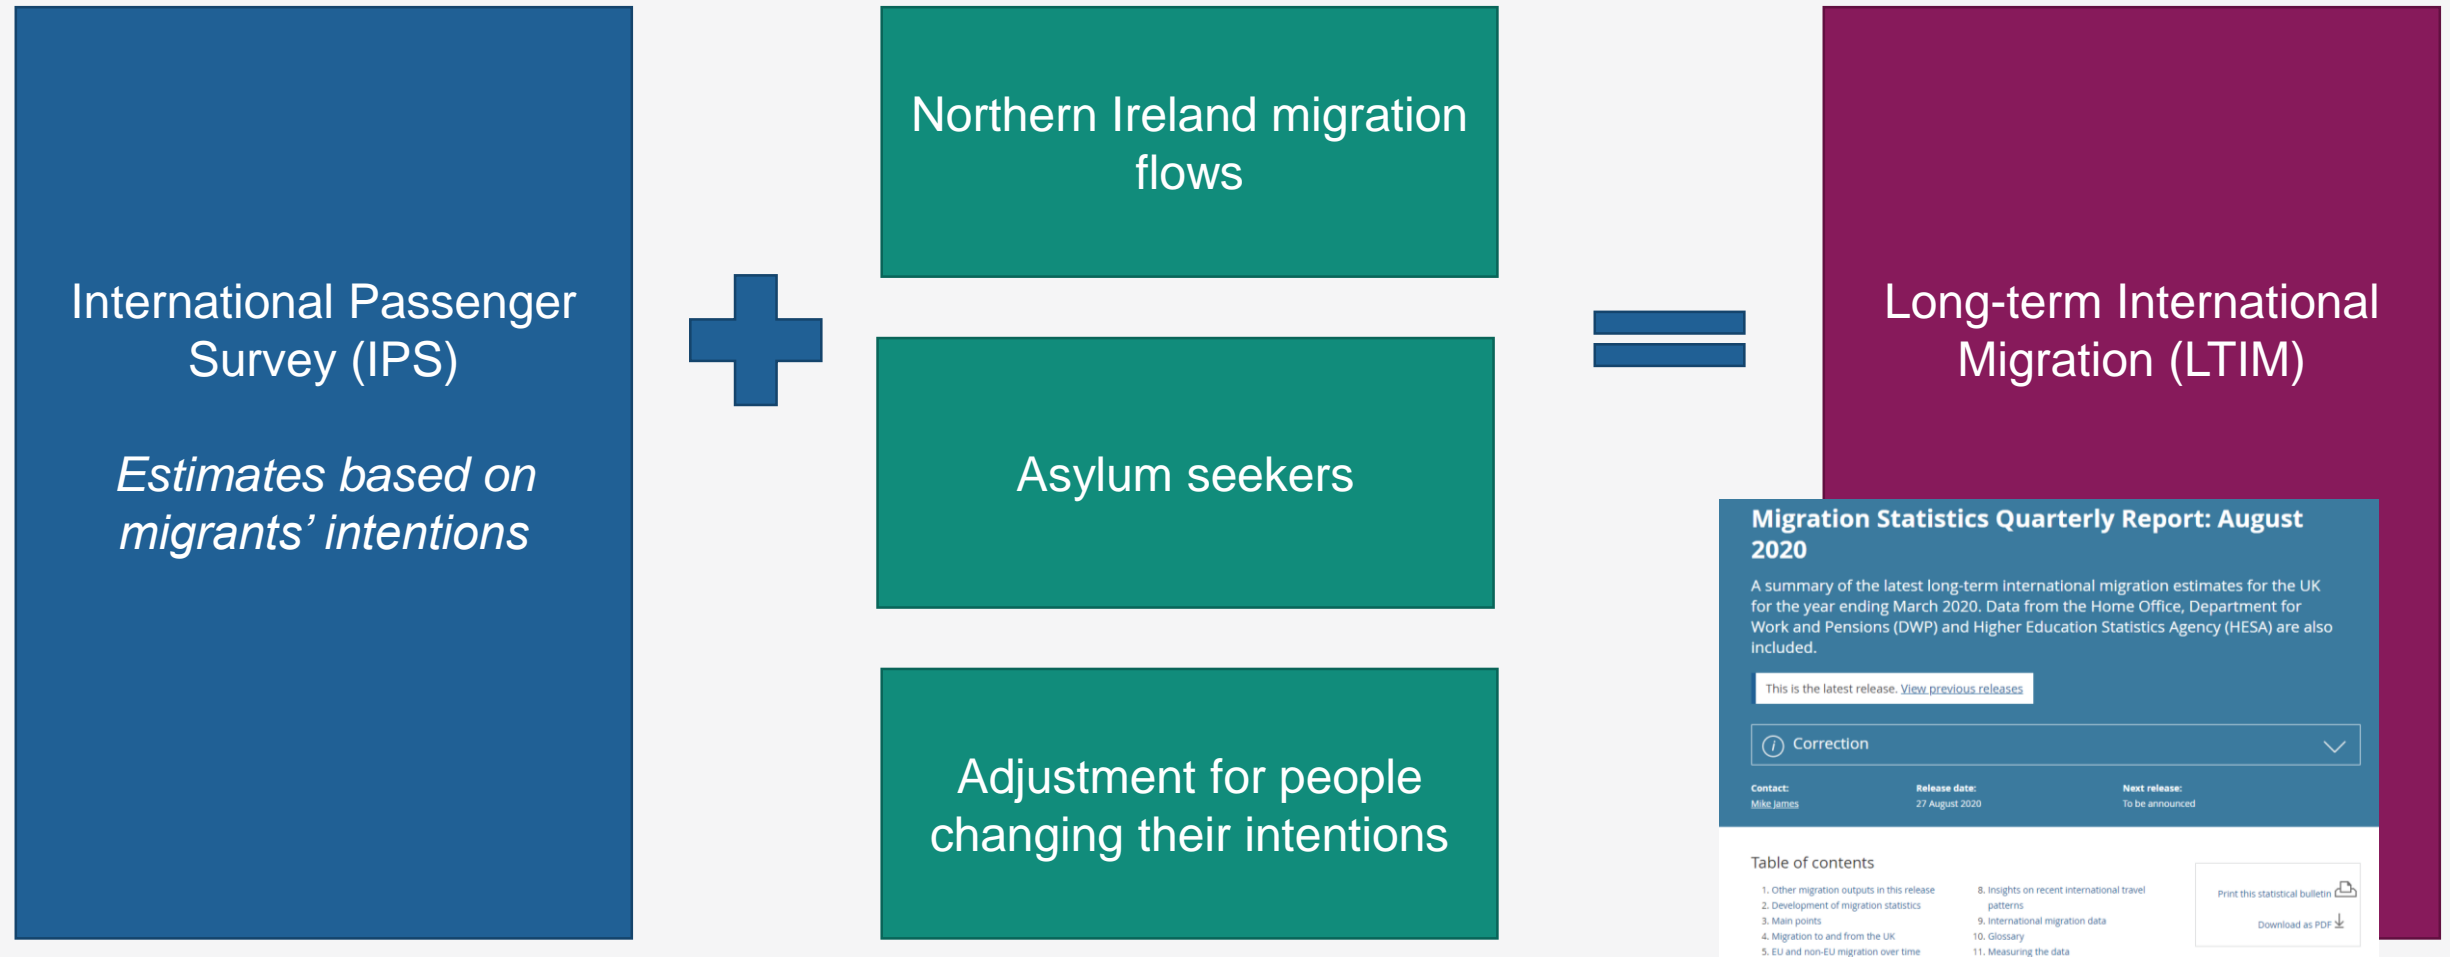 International Passenger
Survey (IPS)
Estimates based on
migrants’ intentions
Northern Ireland migration
flows
Asylum seekers
Adjustment for people
changing their intentions
Long-term International
Migration (LTIM)
Migration Statistics Quarterly Report: August
2020
A summary of the latest long-term international migration estimates for the UK
for the year ending March 2020. Data from the Home Office, Department for
Work and Pensions (DWP) and Higher Education Statistics Agency (HESA) are also
included.
This is the latest release. View previous releases
Correction
Contact:
Mike James
Release date:
27 August 2020
Next release:
To be announced
Table of contents
1. Other migration outputs in this release
2. Development of migration statistics
3. Main points
4. Migration to and from the UK
5. EU and non-EU migration over time
8. Insights on recent international travel
patterns
9. International migration data
10. Glossary
11. Measuring the data
Print this statistical bulletin
Download as PDF